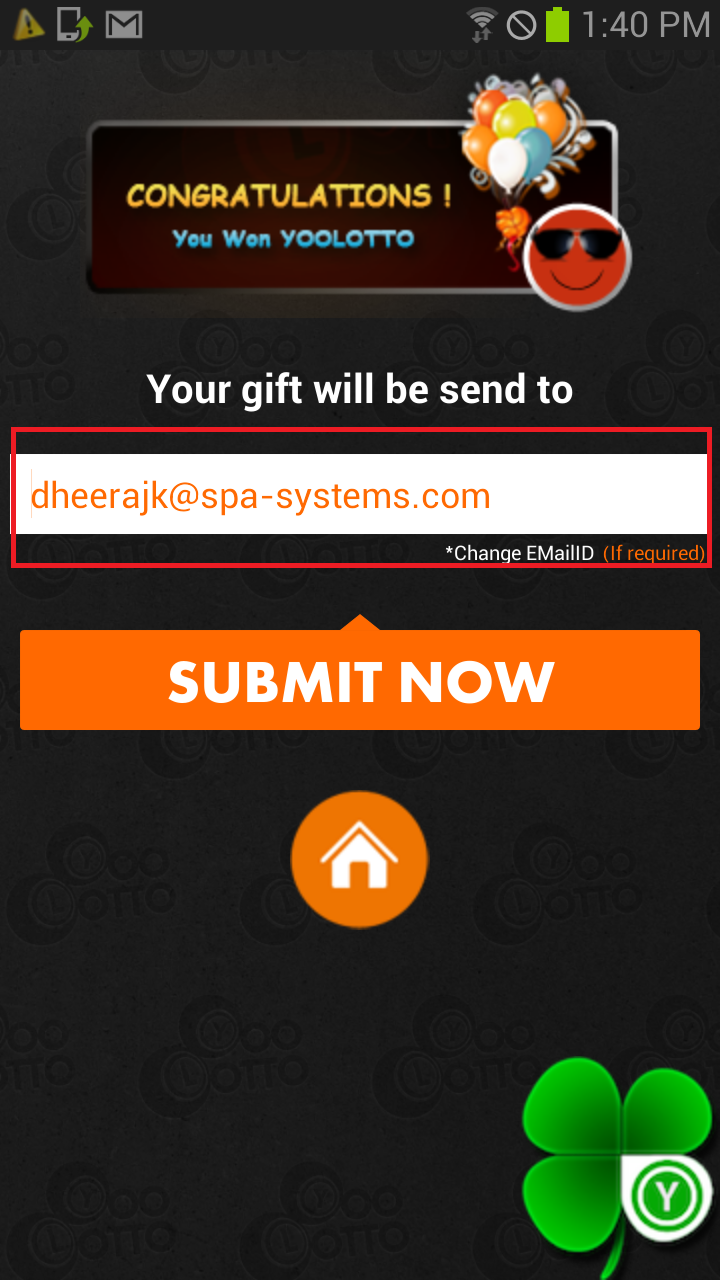 1:40 PM
CONGRATULATIONS !
You Won YOOLOTTO
Your gift will be send to
dheerajk@spa-systems.com
*Change EMailID (If required)
SUBMIT NOW
Y